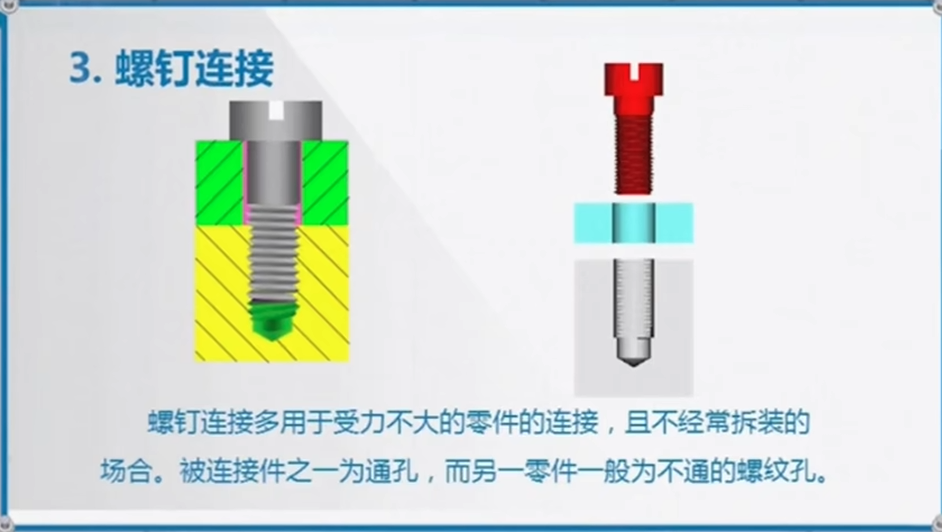 3. 螺钉连接
螺钉连接多用于受力不大的零件的连接，且不经常拆装的
场合。被连接件之一为通孔，而另一零件一般为不通的螺纹孔。